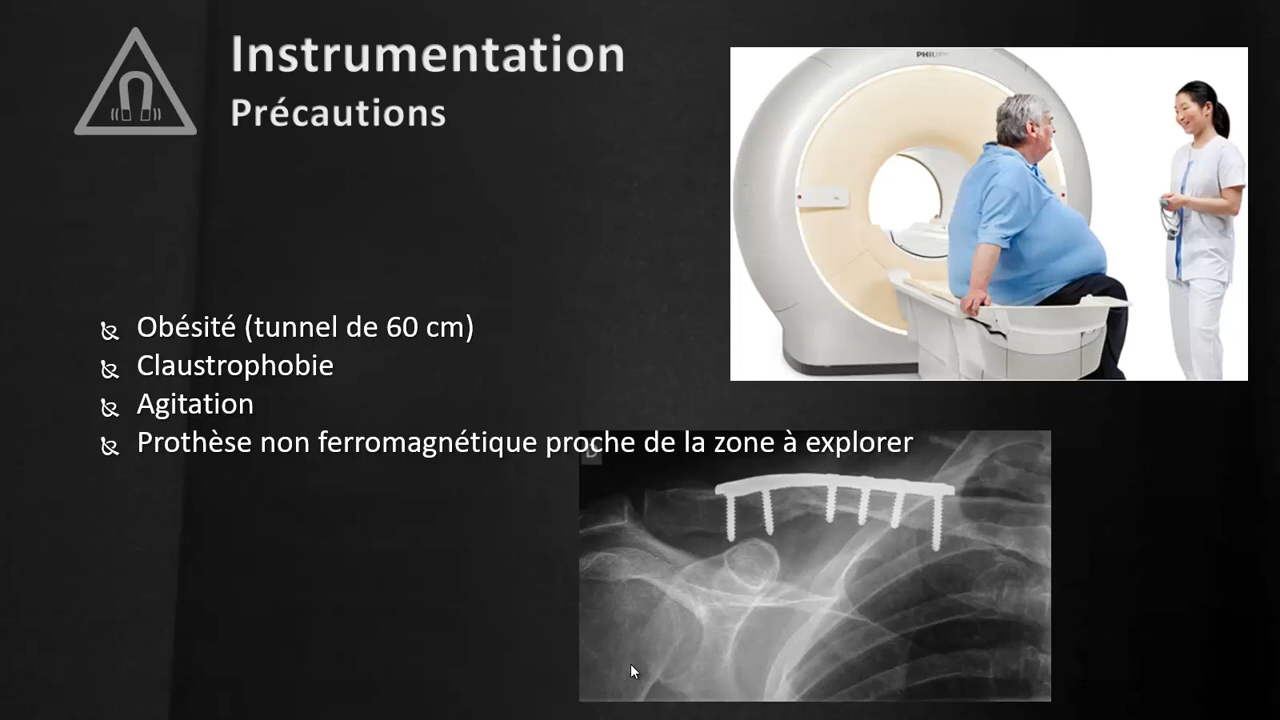 Instrumentation
Précautions
PHILIPS
Obésité (tunnel de 60 cm)
Claustrophobie
Agitation
Prothèse non ferromagnétique proche de la zone à explorer
D